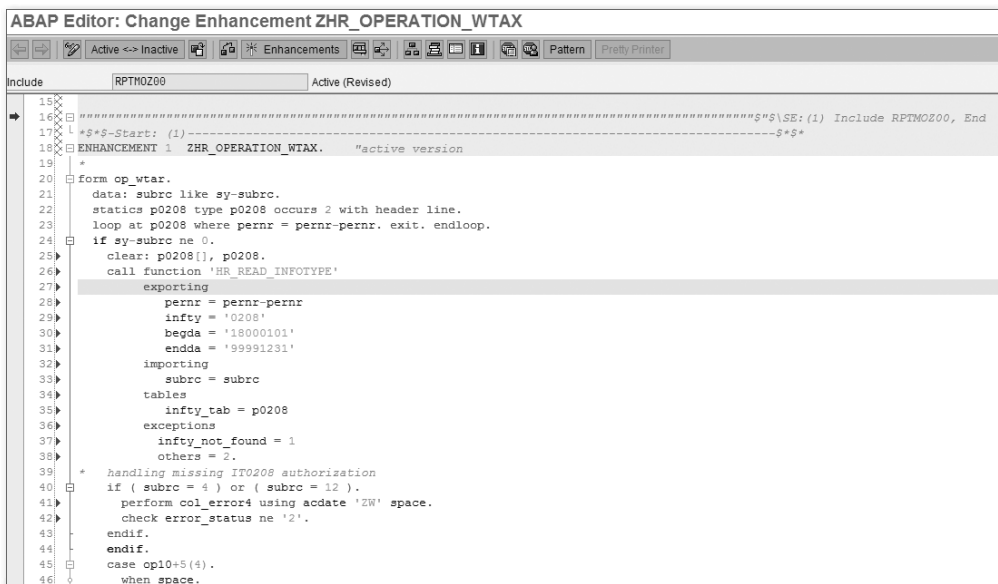 ABAP Editor: Change Enhancement ZHR_OPERATION_WTAX
Active <-> Inactive Enhancements Pattern Pretty Printer
Include RPTMOZ00 Active (Revised)
15
16 """"""""""""""""""""""""""""""""""""""""""""""""""""""""""""""""""""""""""""""""""""""""""""""$"$\SE:(1) Include RPTMOZ00, End
17 *$*$-Start: (1)---------------------------------------------------------------------------------$*$*
18 ENHANCEMENT 1 ZHR_OPERATION_WTAX. "active version
19 *
20 form op_wtar.
21 data: subrc like sy-subrc.
22 statics p0208 type p0208 occurs 2 with header line.
23 loop at p0208 where pernr = pernr-pernr. exit. endloop.
24 if sy-subrc ne 0.
25 clear: p0208[], p0208.
26 call function 'HR_READ_INFOTYPE'
27 exporting
28 pernr = pernr-pernr
29 infty = '0208'
30 begda = '18000101'
31 endda = '99991231'
32 importing
33 subrc = subrc
34 tables
35 infty_tab = p0208
36 exceptions
37 infty_not_found = 1
38 others = 2.
39 * handling missing IT0208 authorization
40 if ( subrc = 4 ) or ( subrc = 12 ).
41 perform col_error4 using acdate 'ZW' space.
42 check error_status ne '2'.
43 endif.
44 endif.
45 case op10+5(4).
46 when space.